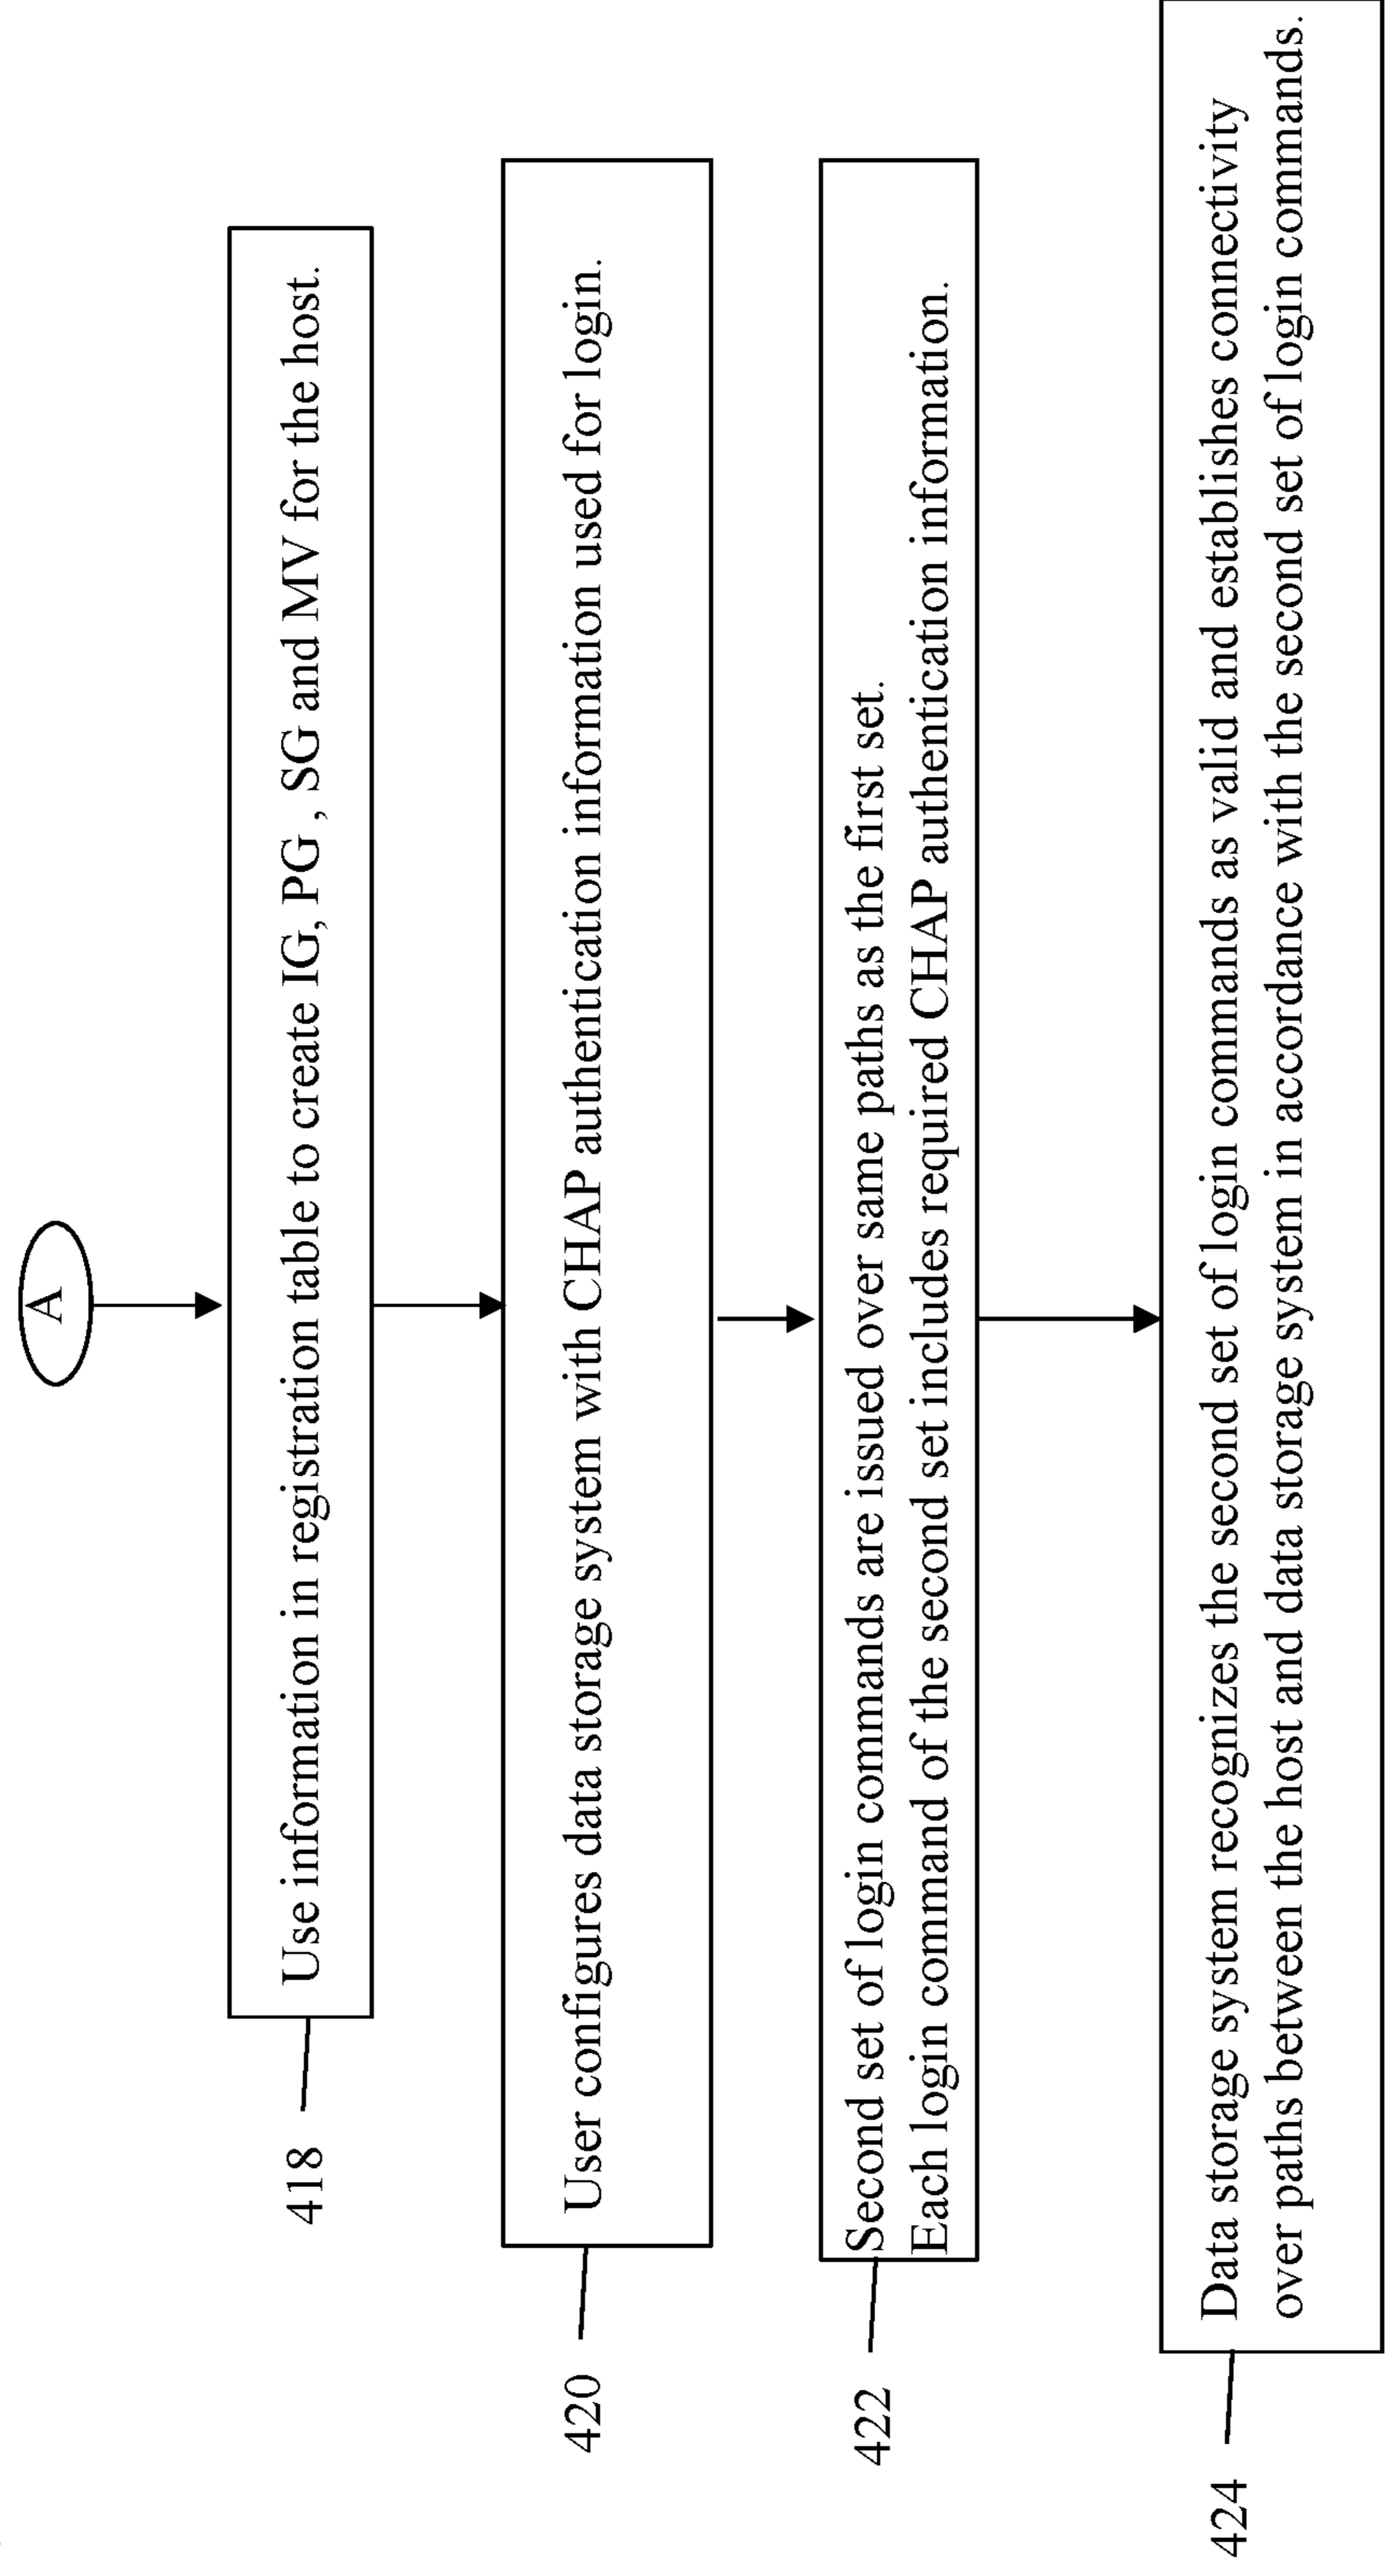 A
418
Use information in registration table to create IG, PG , SG and MV for the host.
420
User configures data storage system with CHAP authentication information used for login.
422
Second set of login commands are issued over same paths as the first set.
Each login command of the second set includes required CHAP authentication information.
424
Data storage system recognizes the second set of login commands as valid and establishes connectivity
over paths between the host and data storage system in accordance with the second set of login commands.